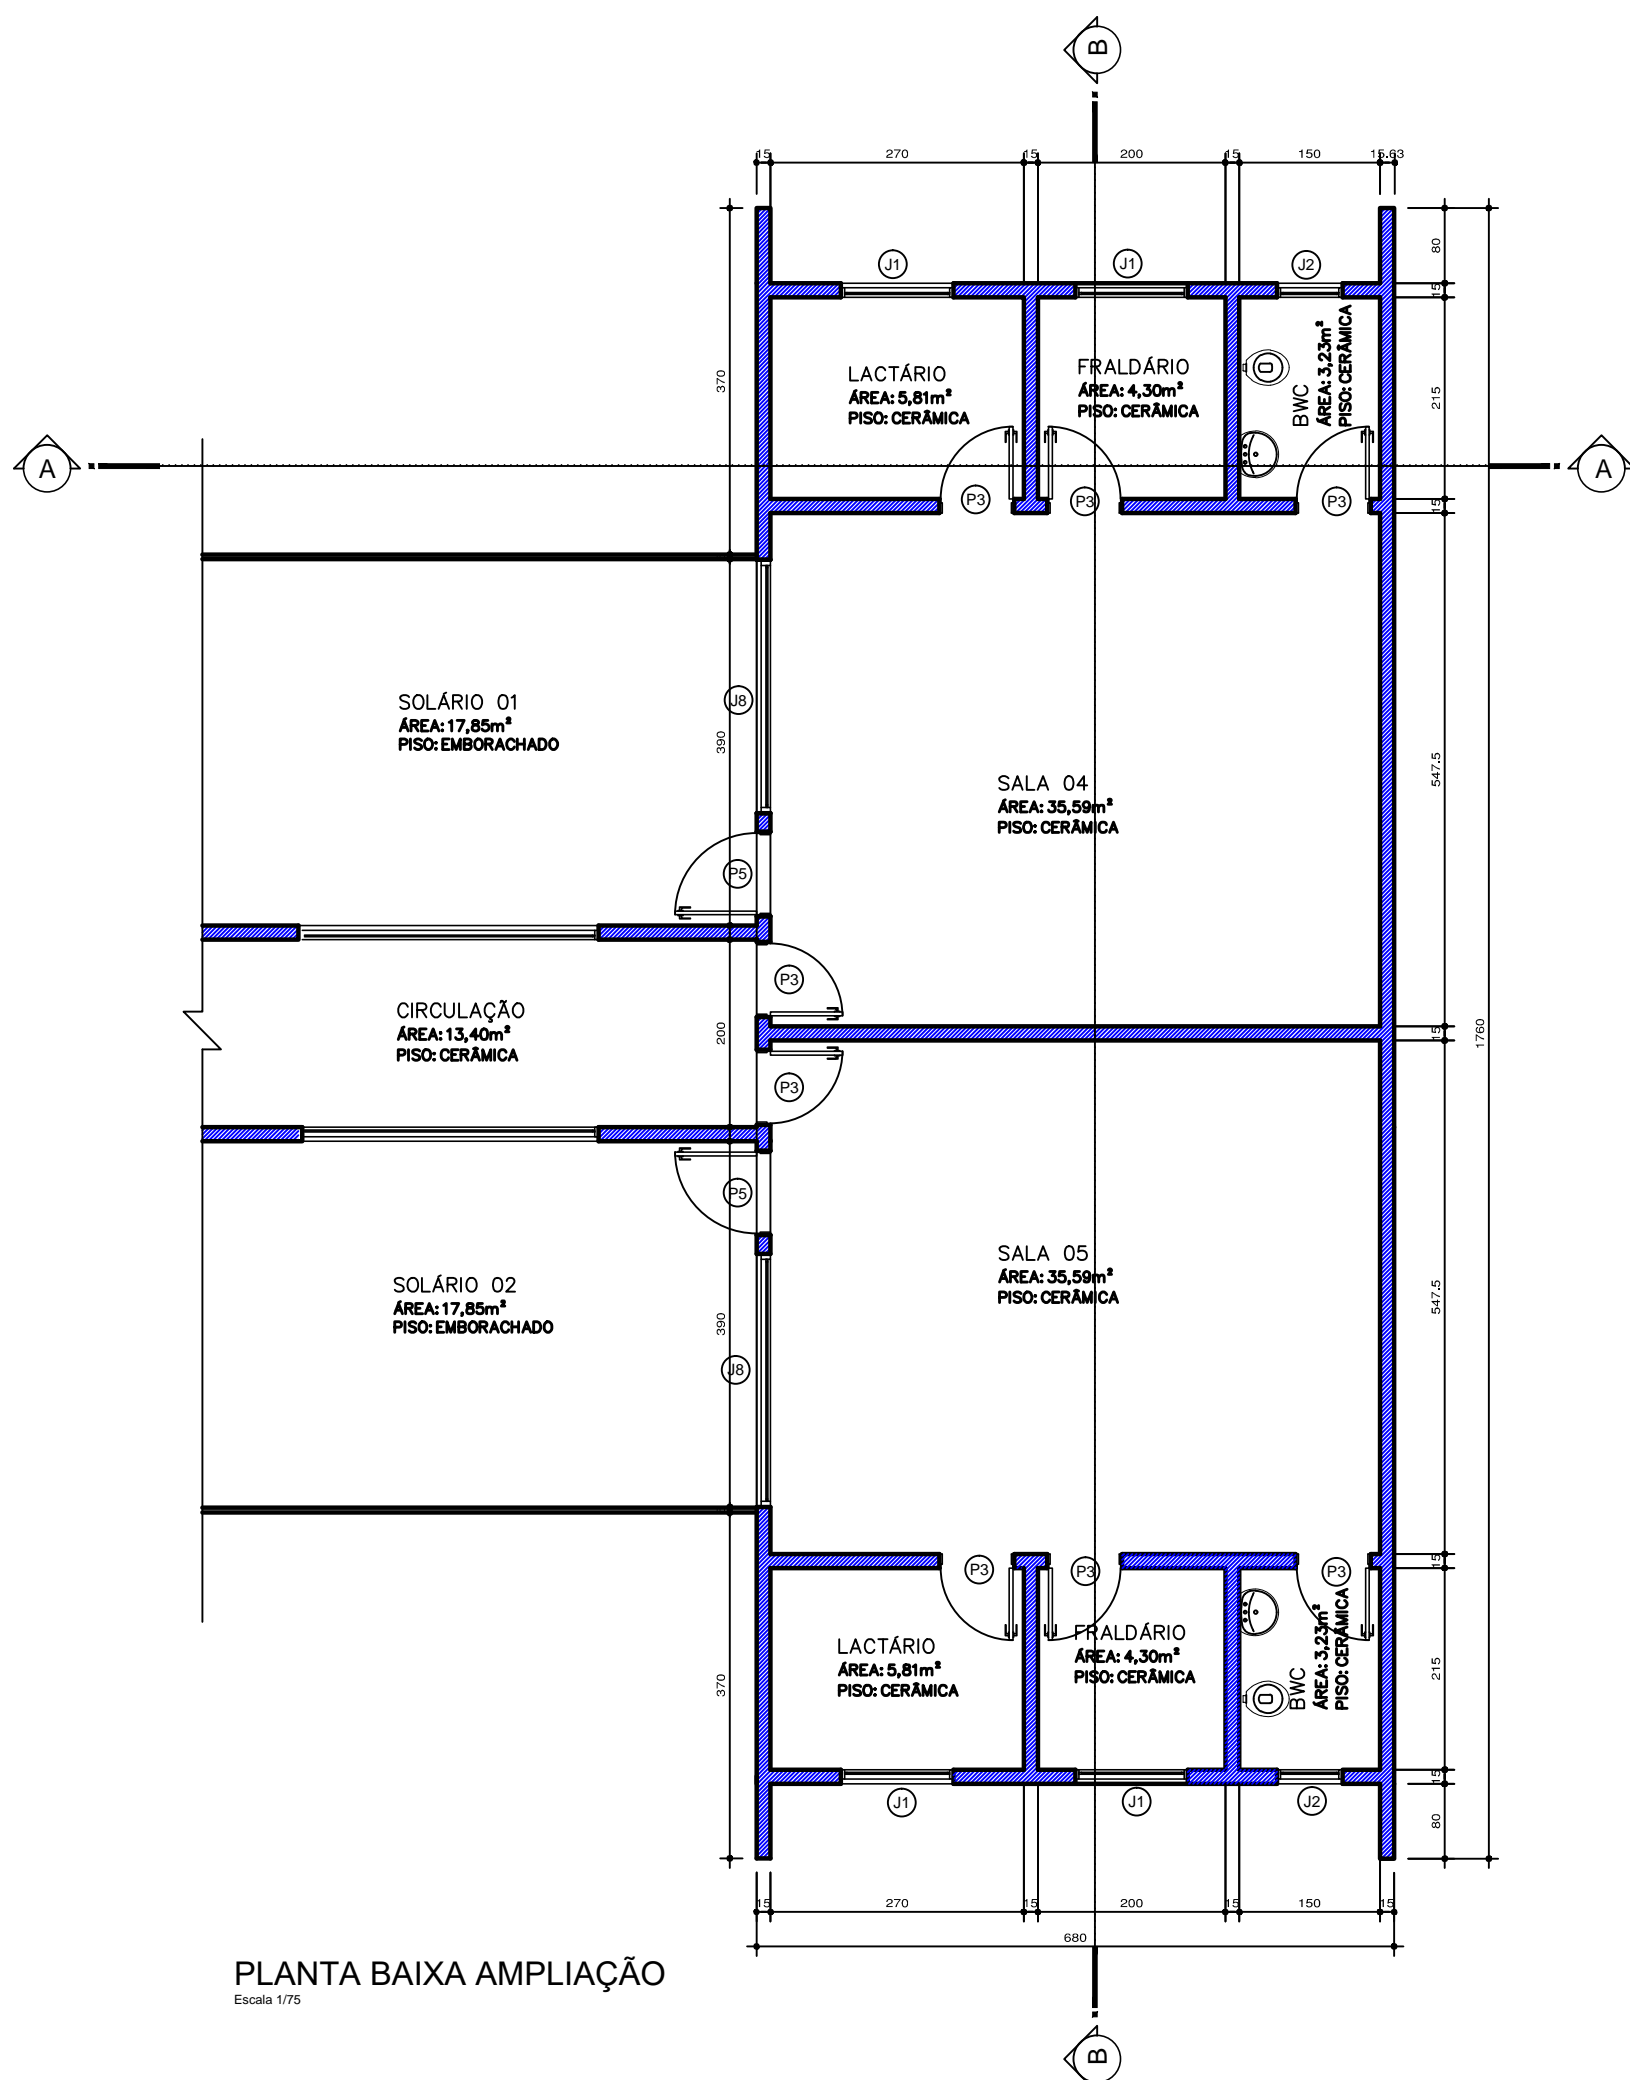 B
15 270 15 200 15 150 15.63
J1 J1 J2
80
15
370
LACTÁRIO
ÁREA: 5,81m²
PISO: CERÂMICA
FRALDÁRIO
ÁREA: 4,30m²
PISO: CERÂMICA
BWC
ÁREA: 3,23m²
PISO: CERÂMICA
215
A A
P3 P3 P3
15
SOLÁRIO 01
ÁREA: 17,85m²
PISO: EMBORACHADO
J8
390
SALA 04
ÁREA: 35,59m²
PISO: CERÂMICA
547.5
P5
P3
CIRCULAÇÃO
ÁREA: 13,40m²
PISO: CERÂMICA
200
15
1760
P3
P5
SOLÁRIO 02
ÁREA: 17,85m²
PISO: EMBORACHADO
390
J8
SALA 05
ÁREA: 35,59m²
PISO: CERÂMICA
547.5
P3 P3 P3
15
LACTÁRIO
ÁREA: 5,81m²
PISO: CERÂMICA
FRALDÁRIO
ÁREA: 4,30m²
PISO: CERÂMICA
BWC
ÁREA: 3,23m²
PISO: CERÂMICA
370
215
J1 J1 J2
15
80
15 270 15 200 15 150 15
680
PLANTA BAIXA AMPLIAÇÃO
Escala 1/75
B